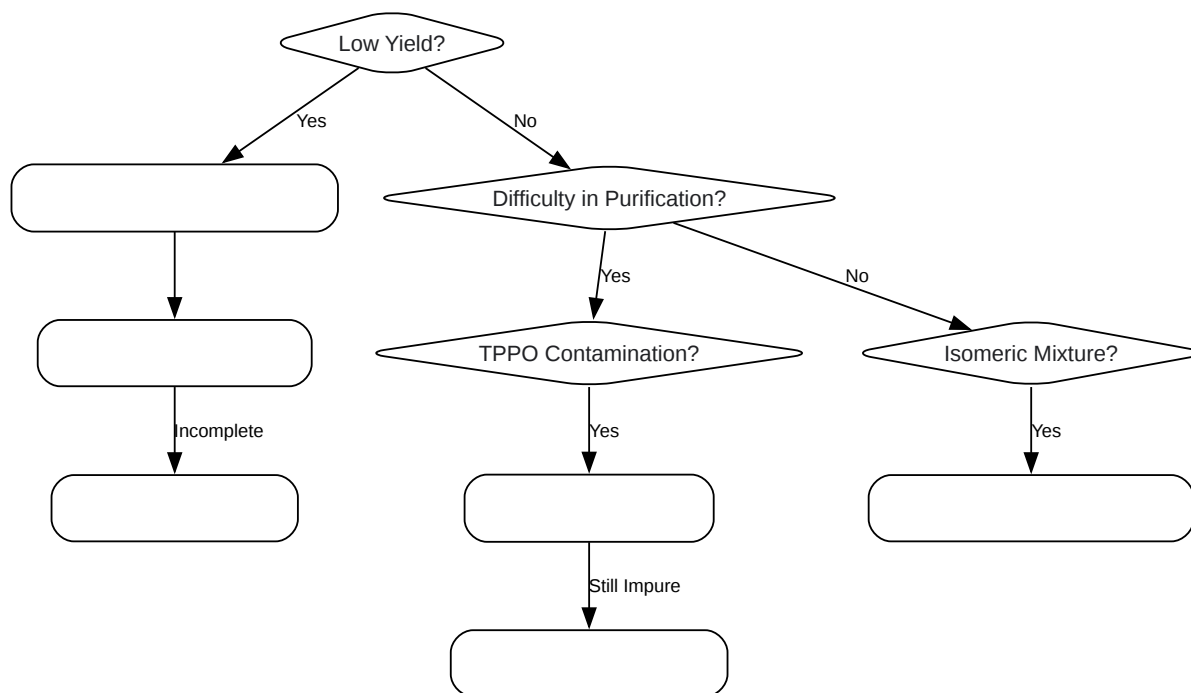 Low Yield?
Yes
No
Difficulty in Purification?
Yes
No
TPPO Contamination?
Isomeric Mixture?
Incomplete
Yes
Yes
Still Impure